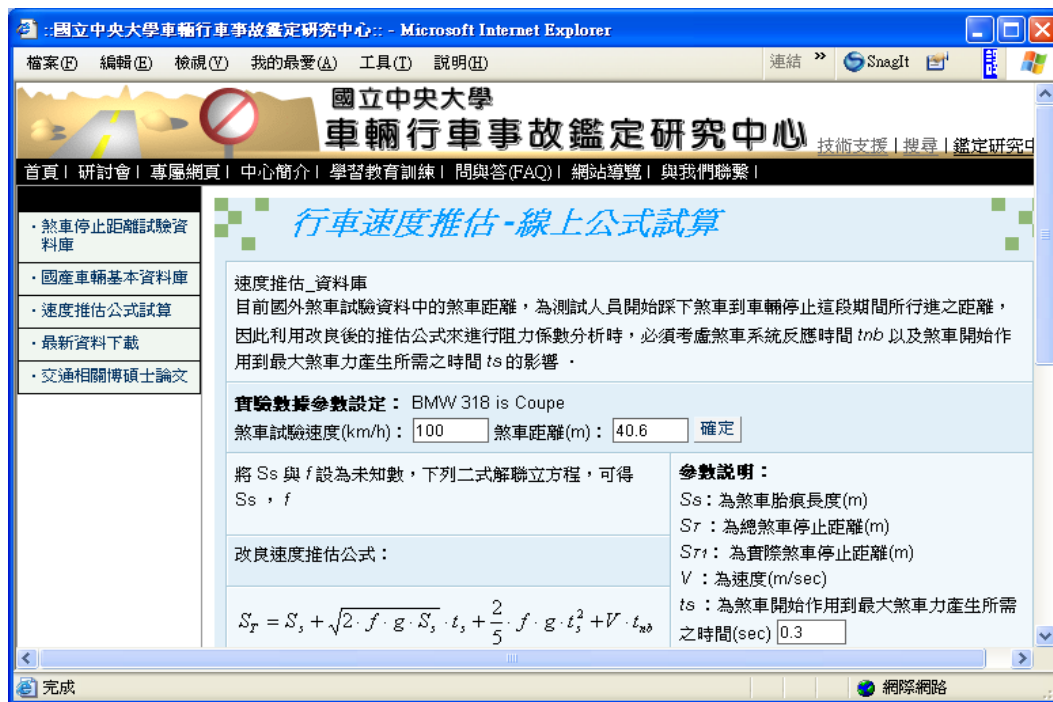 ::國立中央大學車輛行車事故鑑定研究中心:: - Microsoft Internet Explorer
檔案(F) 編輯(E) 檢視(V) 我的最愛(A) 工具(T) 說明(H) 連結 » SnagIt
國立中央大學
車輛行車事故鑑定研究中心
技術支援 | 搜尋 | 鑑定研究中
首頁 | 研討會 | 專屬網頁 | 中心簡介 | 學習教育訓練 | 問與答(FAQ) | 網站導覽 | 與我們聯繫 |
・煞車停止距離試驗資
料庫
・國產車輛基本資料庫
・速度推估公式試算
・最新資料下載
・交通相關博碩士論文
行車速度推估-線上公式試算
速度推估_資料庫
目前國外煞車試驗資料中的煞車距離，為測試人員開始踩下煞車到車輛停止這段期間所行進之距離，
因此利用改良後的推估公式來進行阻力係數分析時，必須考慮煞車系統反應時間 tnb 以及煞車開始作
用到最大煞車力產生所需之時間 ts 的影響 ．
實驗數據參數設定： BMW 318 is Coupe
煞車試驗速度(km/h)： 100 煞車距離(m)： 40.6 確定
將 Ss 與 f 設為未知數，下列二式解聯立方程，可得
Ss ， f
改良速度推估公式：
S_T = S_s + √(2·f·g·S_s)·t_s + 2/5·f·g·t_s^2 + V·t_nb
參數說明：
Ss：為煞車胎痕長度(m)
ST：為總煞車停止距離(m)
ST1：為實際煞車停止距離(m)
V ：為速度(m/sec)
ts：為煞車開始作用到最大煞車力產生所需
之時間(sec) 0.3
完成
網際網路